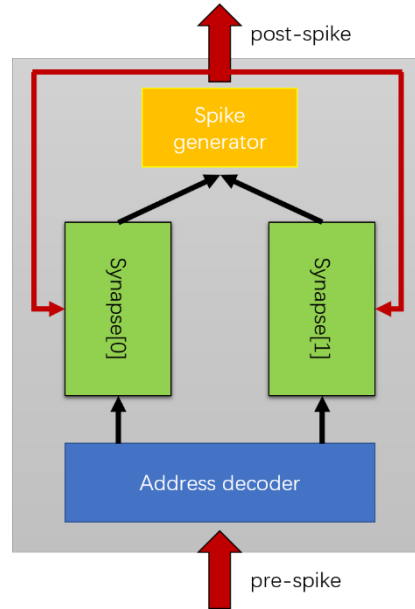 post-spike
Spike
generator
Synapse[0]
Synapse[1]
Address decoder
pre-spike